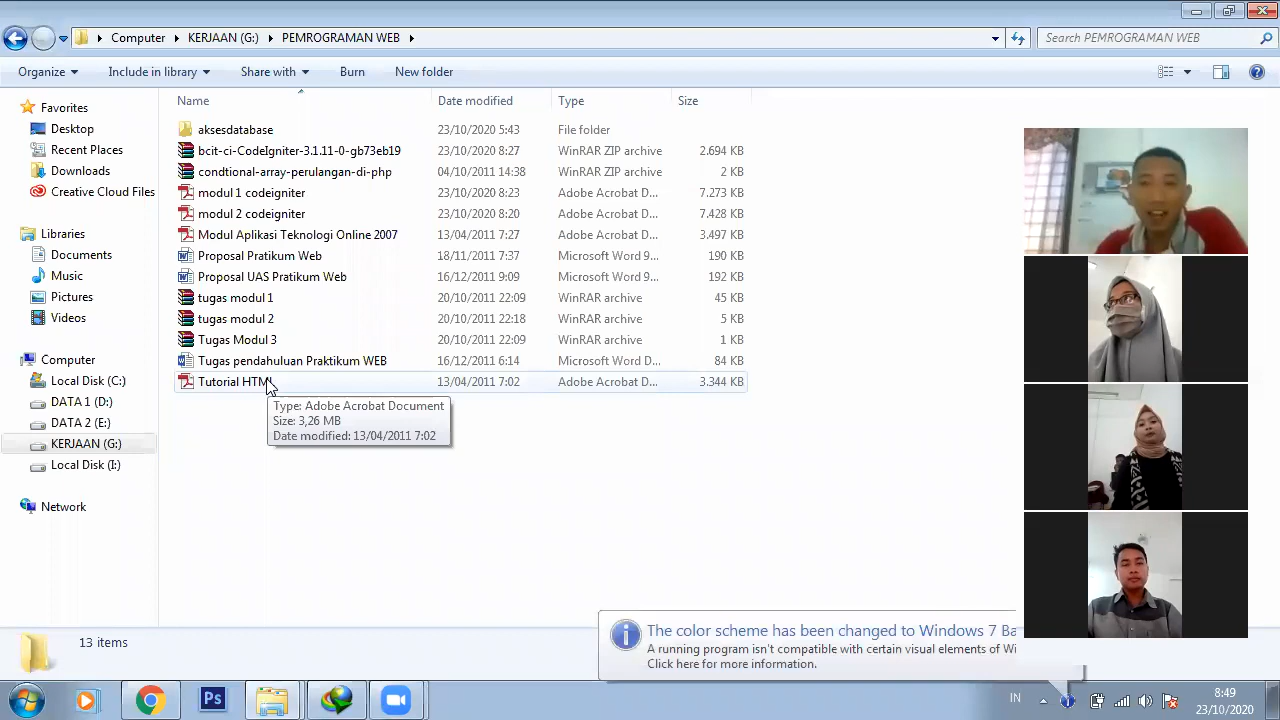 Computer KERJAAN (G:) PEMROGRAMAN WEB
Search PEMROGRAMAN WEB
Organize Include in library Share with Burn New folder
Favorites
Desktop
Recent Places
Downloads
Creative Cloud Files
Libraries
Documents
Music
Pictures
Videos
Computer
Local Disk (C:)
DATA 1 (D:)
DATA 2 (E:)
KERJAAN (G:)
Local Disk (I:)
Network
Name Date modified Type Size
aksesdatabase 23/10/2020 5:43 File folder
bcit-ci-CodeIgniter-3.1.11-0-gb73eb19 23/10/2020 8:27 WinRAR ZIP archive 2.694 KB
condtional-array-perulangan-di-php 04/10/2011 14:38 WinRAR ZIP archive 2 KB
modul 1 codeigniter 23/10/2020 8:23 Adobe Acrobat D... 7.273 KB
modul 2 codeigniter 23/10/2020 8:20 Adobe Acrobat D... 7.428 KB
Modul Aplikasi Teknologi Online 2007 13/04/2011 7:27 Adobe Acrobat D... 3.497 KB
Proposal Pratikum Web 18/11/2011 7:37 Microsoft Word 9... 190 KB
Proposal UAS Pratikum Web 16/12/2011 9:09 Microsoft Word 9... 192 KB
tugas modul 1 20/10/2011 22:09 WinRAR archive 45 KB
tugas modul 2 20/10/2011 22:18 WinRAR archive 5 KB
Tugas Modul 3 20/10/2011 22:09 WinRAR archive 1 KB
Tugas pendahuluan Praktikum WEB 16/12/2011 6:14 Microsoft Word D... 84 KB
Tutorial HTML 13/04/2011 7:02 Adobe Acrobat D... 3.344 KB
Type: Adobe Acrobat Document
Size: 3,26 MB
Date modified: 13/04/2011 7:02
13 items
The color scheme has been changed to Windows 7 Ba
A running program isn't compatible with certain visual elements of Wi
Click here for more information.
Ps
IN
8:49
23/10/2020